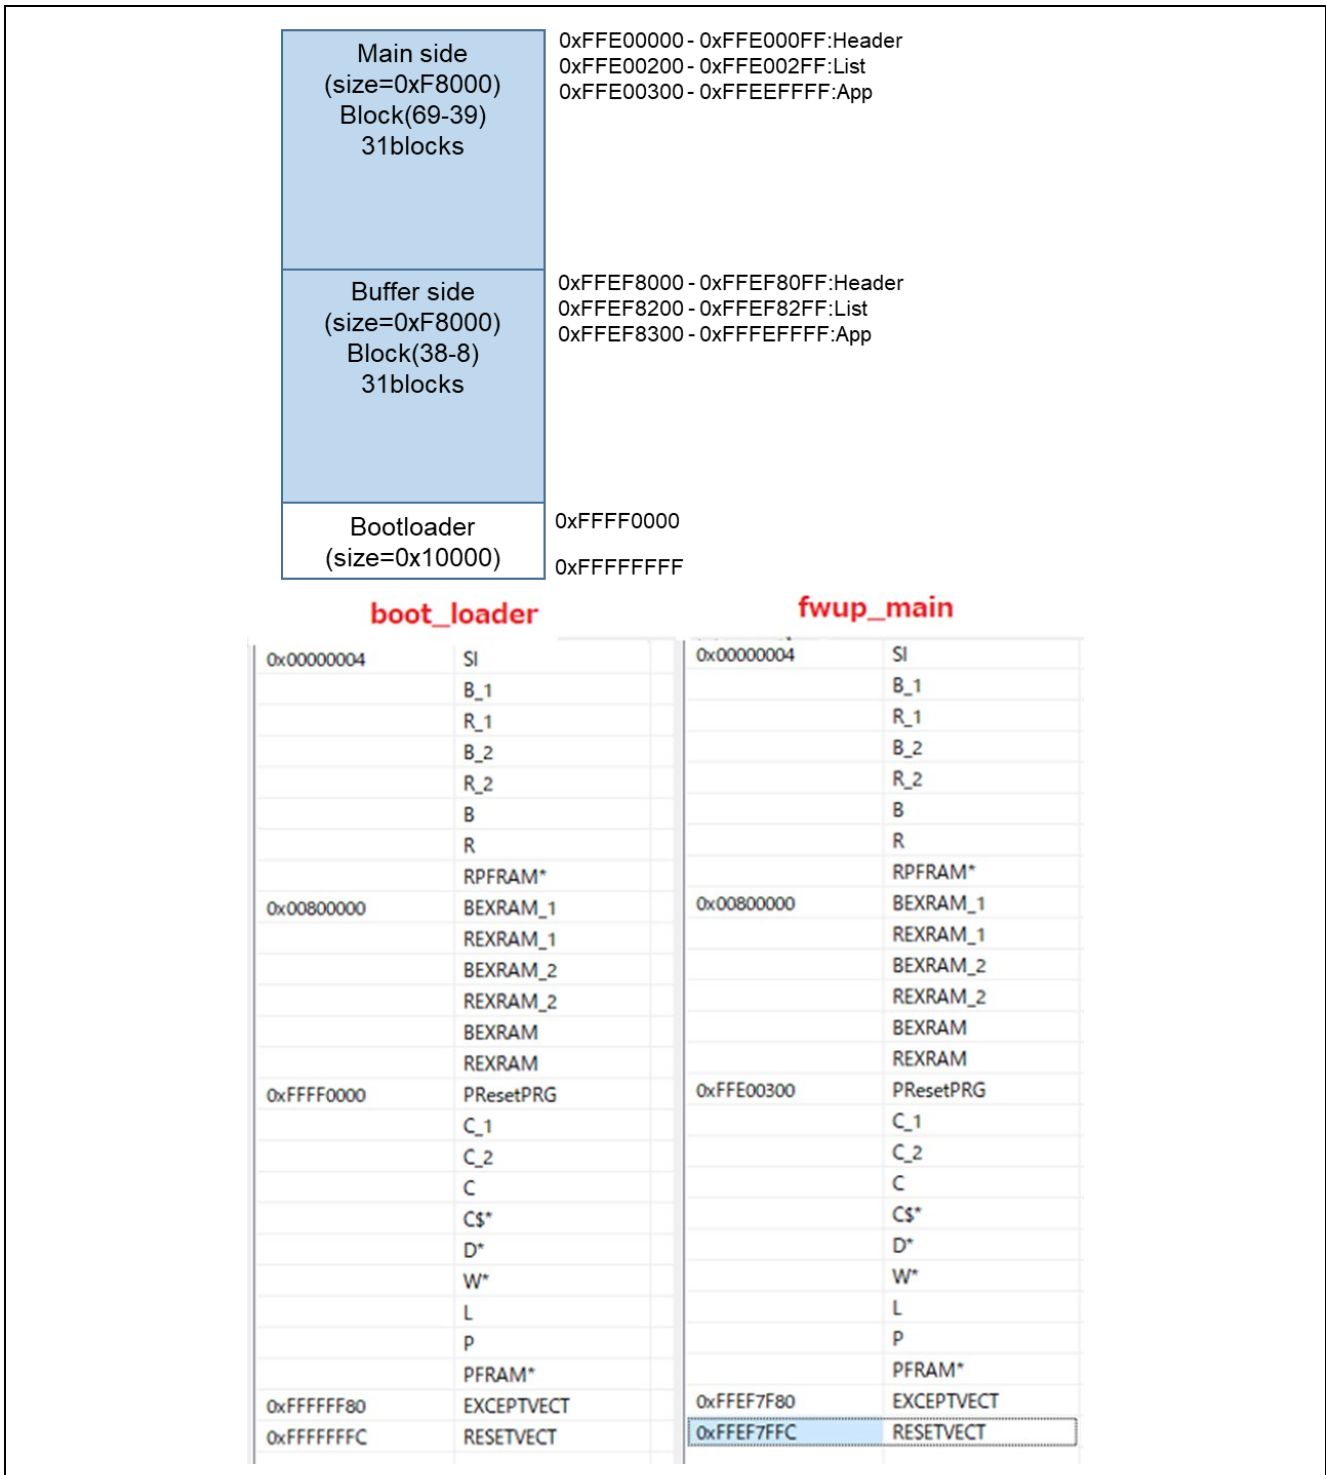 Main side
(size=0xF8000)
Block(69-39)
31blocks
0xFFE00000 - 0xFFE000FF:Header
0xFFE00200 - 0xFFE002FF:List
0xFFE00300 - 0xFFEEFFFF:App
Buffer side
(size=0xF8000)
Block(38-8)
31blocks
0xFFEF8000 - 0xFFEF80FF:Header
0xFFEF8200 - 0xFFEF82FF:List
0xFFEF8300 - 0xFFFEFFFF:App
Bootloader
(size=0x10000)
0xFFFF0000
0xFFFFFFFF
boot_loader
0x00000004 SI
B_1
R_1
B_2
R_2
B
R
RPFRAM*
0x00800000 BEXRAM_1
REXRAM_1
BEXRAM_2
REXRAM_2
BEXRAM
REXRAM
0xFFFF0000 PResetPRG
C_1
C_2
C
C$*
D*
W*
L
P
PFRAM*
0xFFFFFF80 EXCEPTVECT
0xFFFFFFFC RESETVECT
fwup_main
0x00000004 SI
B_1
R_1
B_2
R_2
B
R
RPFRAM*
0x00800000 BEXRAM_1
REXRAM_1
BEXRAM_2
REXRAM_2
BEXRAM
REXRAM
0xFFE00300 PResetPRG
C_1
C_2
C
C$*
D*
W*
L
P
PFRAM*
0xFFEF7F80 EXCEPTVECT
0xFFEF7FFC RESETVECT